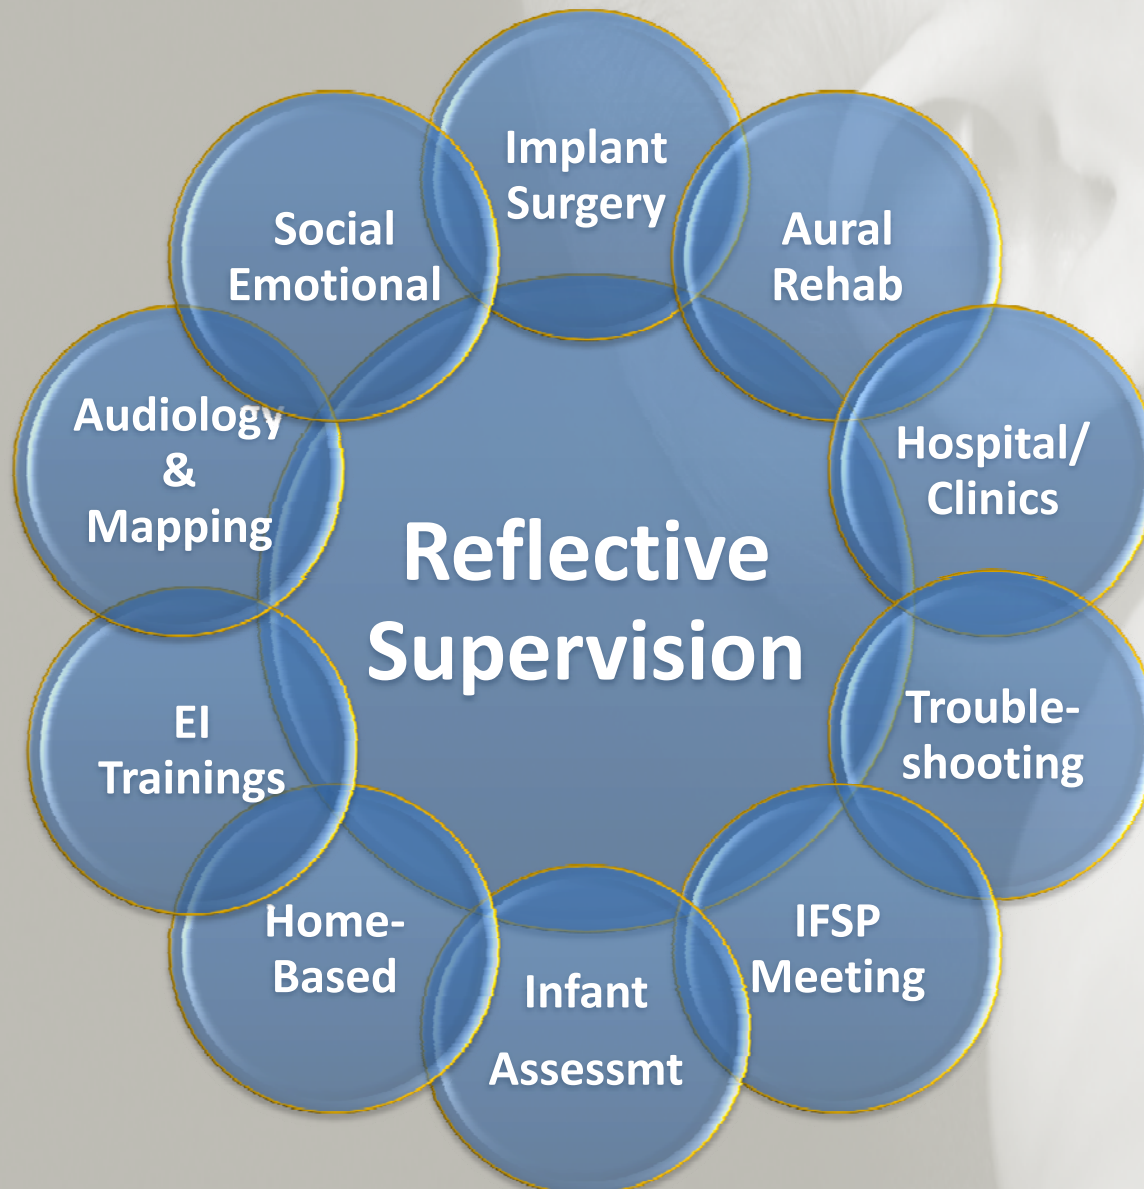 Implant
Surgery
Aural
Rehab
Hospital/
Clinics
Trouble-
shooting
IFSP
Meeting
Infant
Assessmt
Home-
Based
EI
Trainings
Audiology
&
Mapping
Social
Emotional
Reflective
Supervision